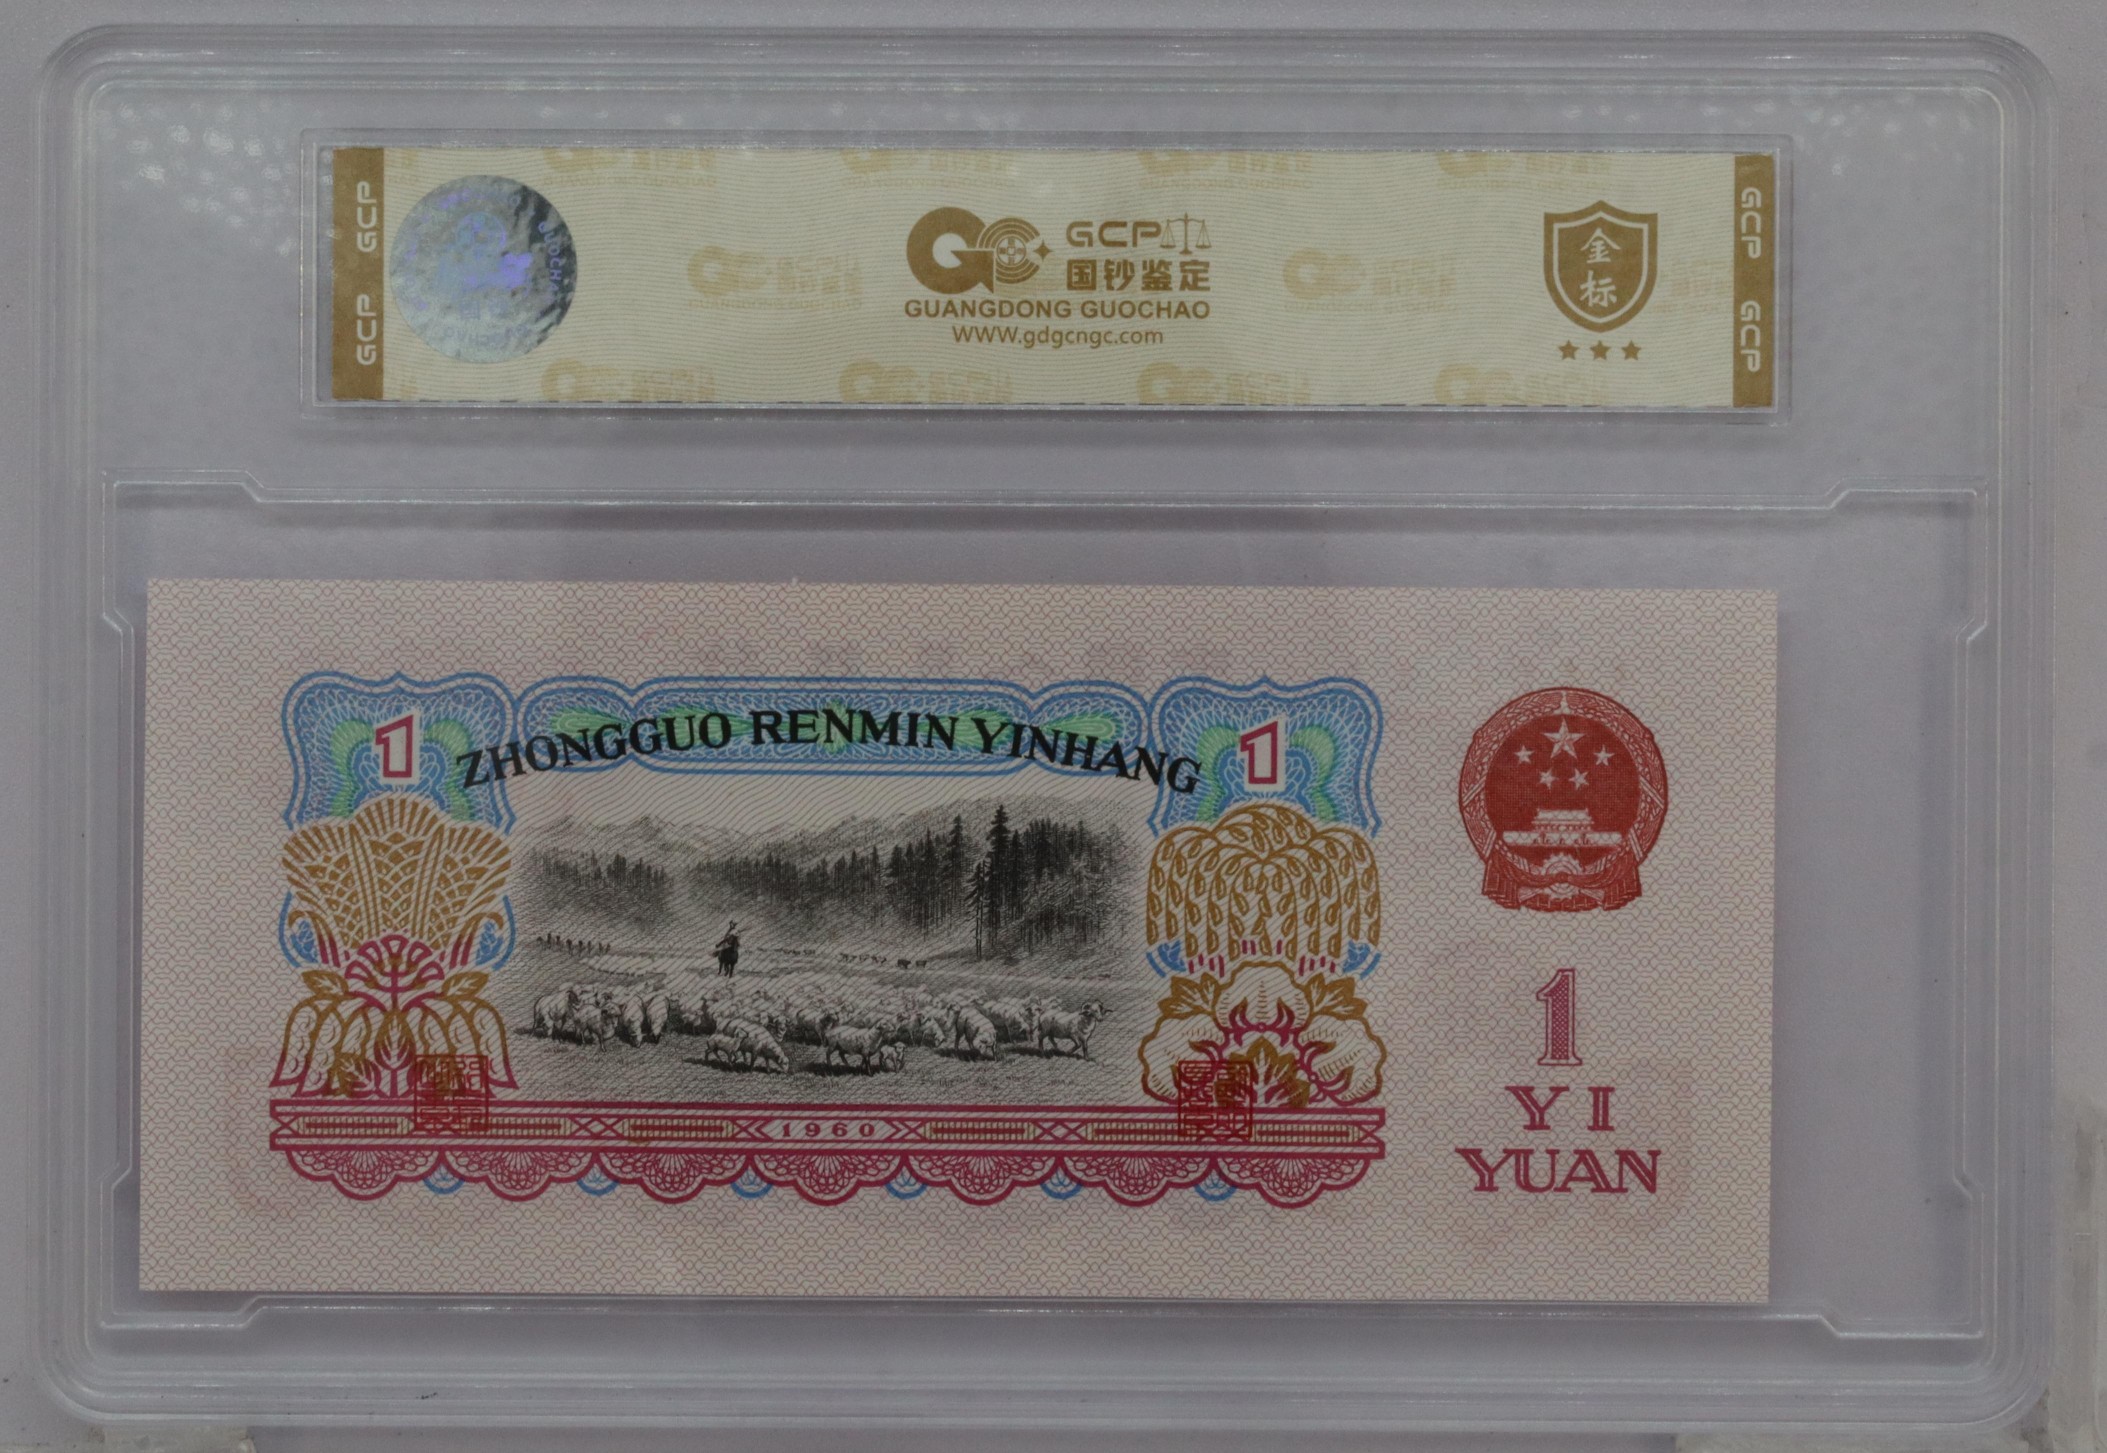 GCP
GCP
GCP
国钞鉴定
GUANGDONG GUOCHAO
WWW.gdgcngc.com
金
标
GCP
GCP
1
ZHONGGUO RENMIN YINHANG
1
1960
1
YI
YUAN